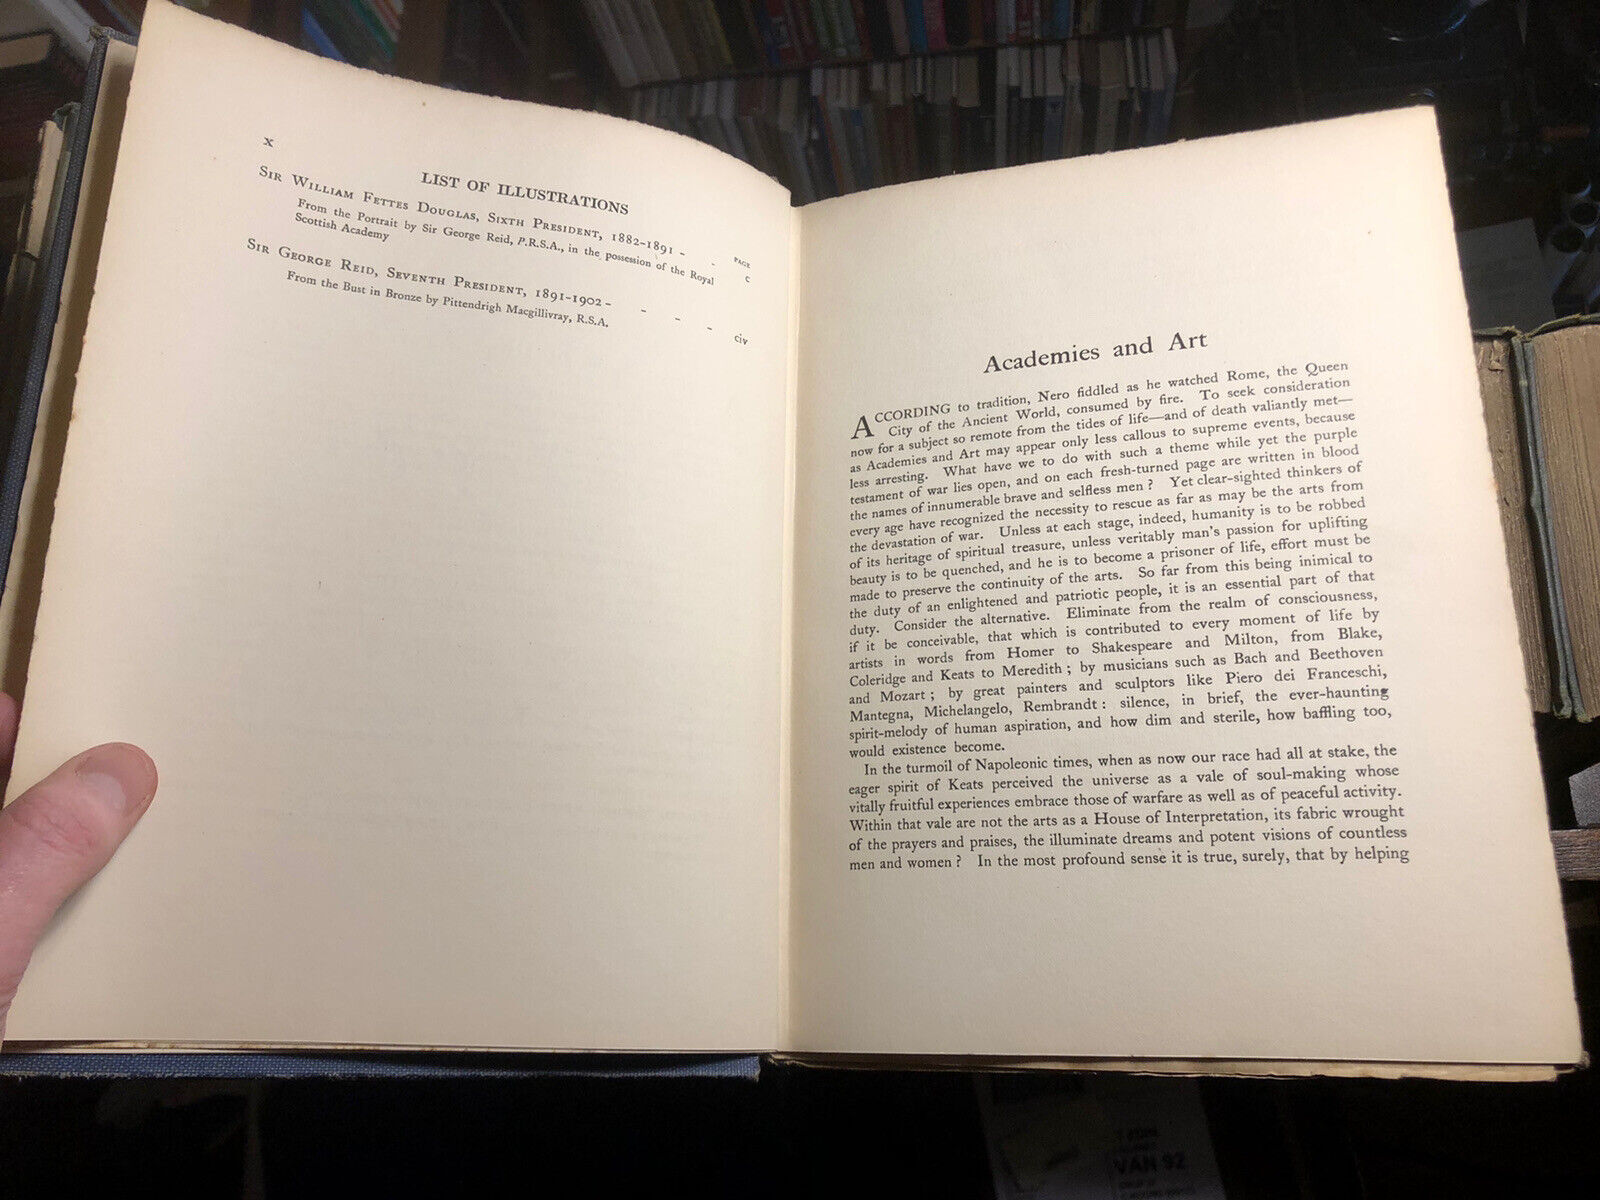 x
LIST OF ILLUSTRATIONS
PAGE
SIR WILLIAM FETTES DOUGLAS, SIXTH PRESIDENT, 1882-1891 - - c
From the Portrait by Sir George Reid, P.R.S.A., in the possession of the Royal
Scottish Academy
SIR GEORGE REID, SEVENTH PRESIDENT, 1891-1902 - - - - civ
From the Bust in Bronze by Pittendrigh Macgillivray, R.S.A.
Academies and Art
ACCORDING to tradition, Nero fiddled as he watched Rome, the Queen
City of the Ancient World, consumed by fire. To seek consideration
now for a subject so remote from the tides of life—and of death valiantly met—
as Academies and Art may appear only less callous to supreme events, because
less arresting. What have we to do with such a theme while yet the purple
testament of war lies open, and on each fresh-turned page are written in blood
the names of innumerable brave and selfless men ? Yet clear-sighted thinkers of
every age have recognized the necessity to rescue as far as may be the arts from
the devastation of war. Unless at each stage, indeed, humanity is to be robbed
of its heritage of spiritual treasure, unless veritably man's passion for uplifting
beauty is to be quenched, and he is to become a prisoner of life, effort must be
made to preserve the continuity of the arts. So far from this being inimical to
the duty of an enlightened and patriotic people, it is an essential part of that
duty. Consider the alternative. Eliminate from the realm of consciousness,
if it be conceivable, that which is contributed to every moment of life by
artists in words from Homer to Shakespeare and Milton, from Blake,
Coleridge and Keats to Meredith ; by musicians such as Bach and Beethoven
and Mozart ; by great painters and sculptors like Piero dei Franceschi,
Mantegna, Michelangelo, Rembrandt : silence, in brief, the ever-haunting
spirit-melody of human aspiration, and how dim and sterile, how baffling too,
would existence become.
In the turmoil of Napoleonic times, when as now our race had all at stake, the
eager spirit of Keats perceived the universe as a vale of soul-making whose
vitally fruitful experiences embrace those of warfare as well as of peaceful activity.
Within that vale are not the arts as a House of Interpretation, its fabric wrought
of the prayers and praises, the illuminate dreams and potent visions of countless
men and women ? In the most profound sense it is true, surely, that by helping
VAN 92